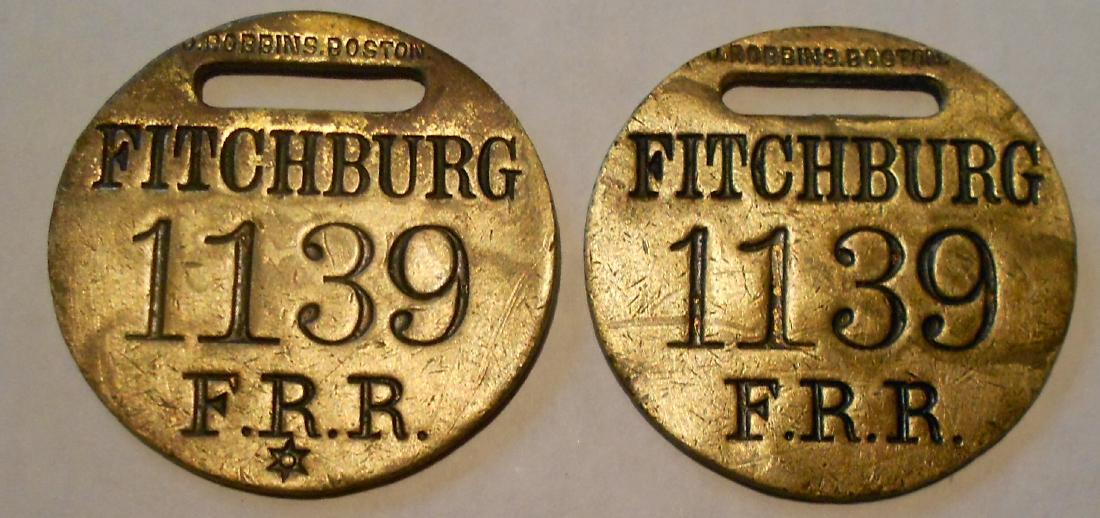 J.ROBBINS.BOSTON.
FITCHBURG
1139
F.R.R.
J.ROBBINS.BOSTON.
FITCHBURG
1139
F.R.R.